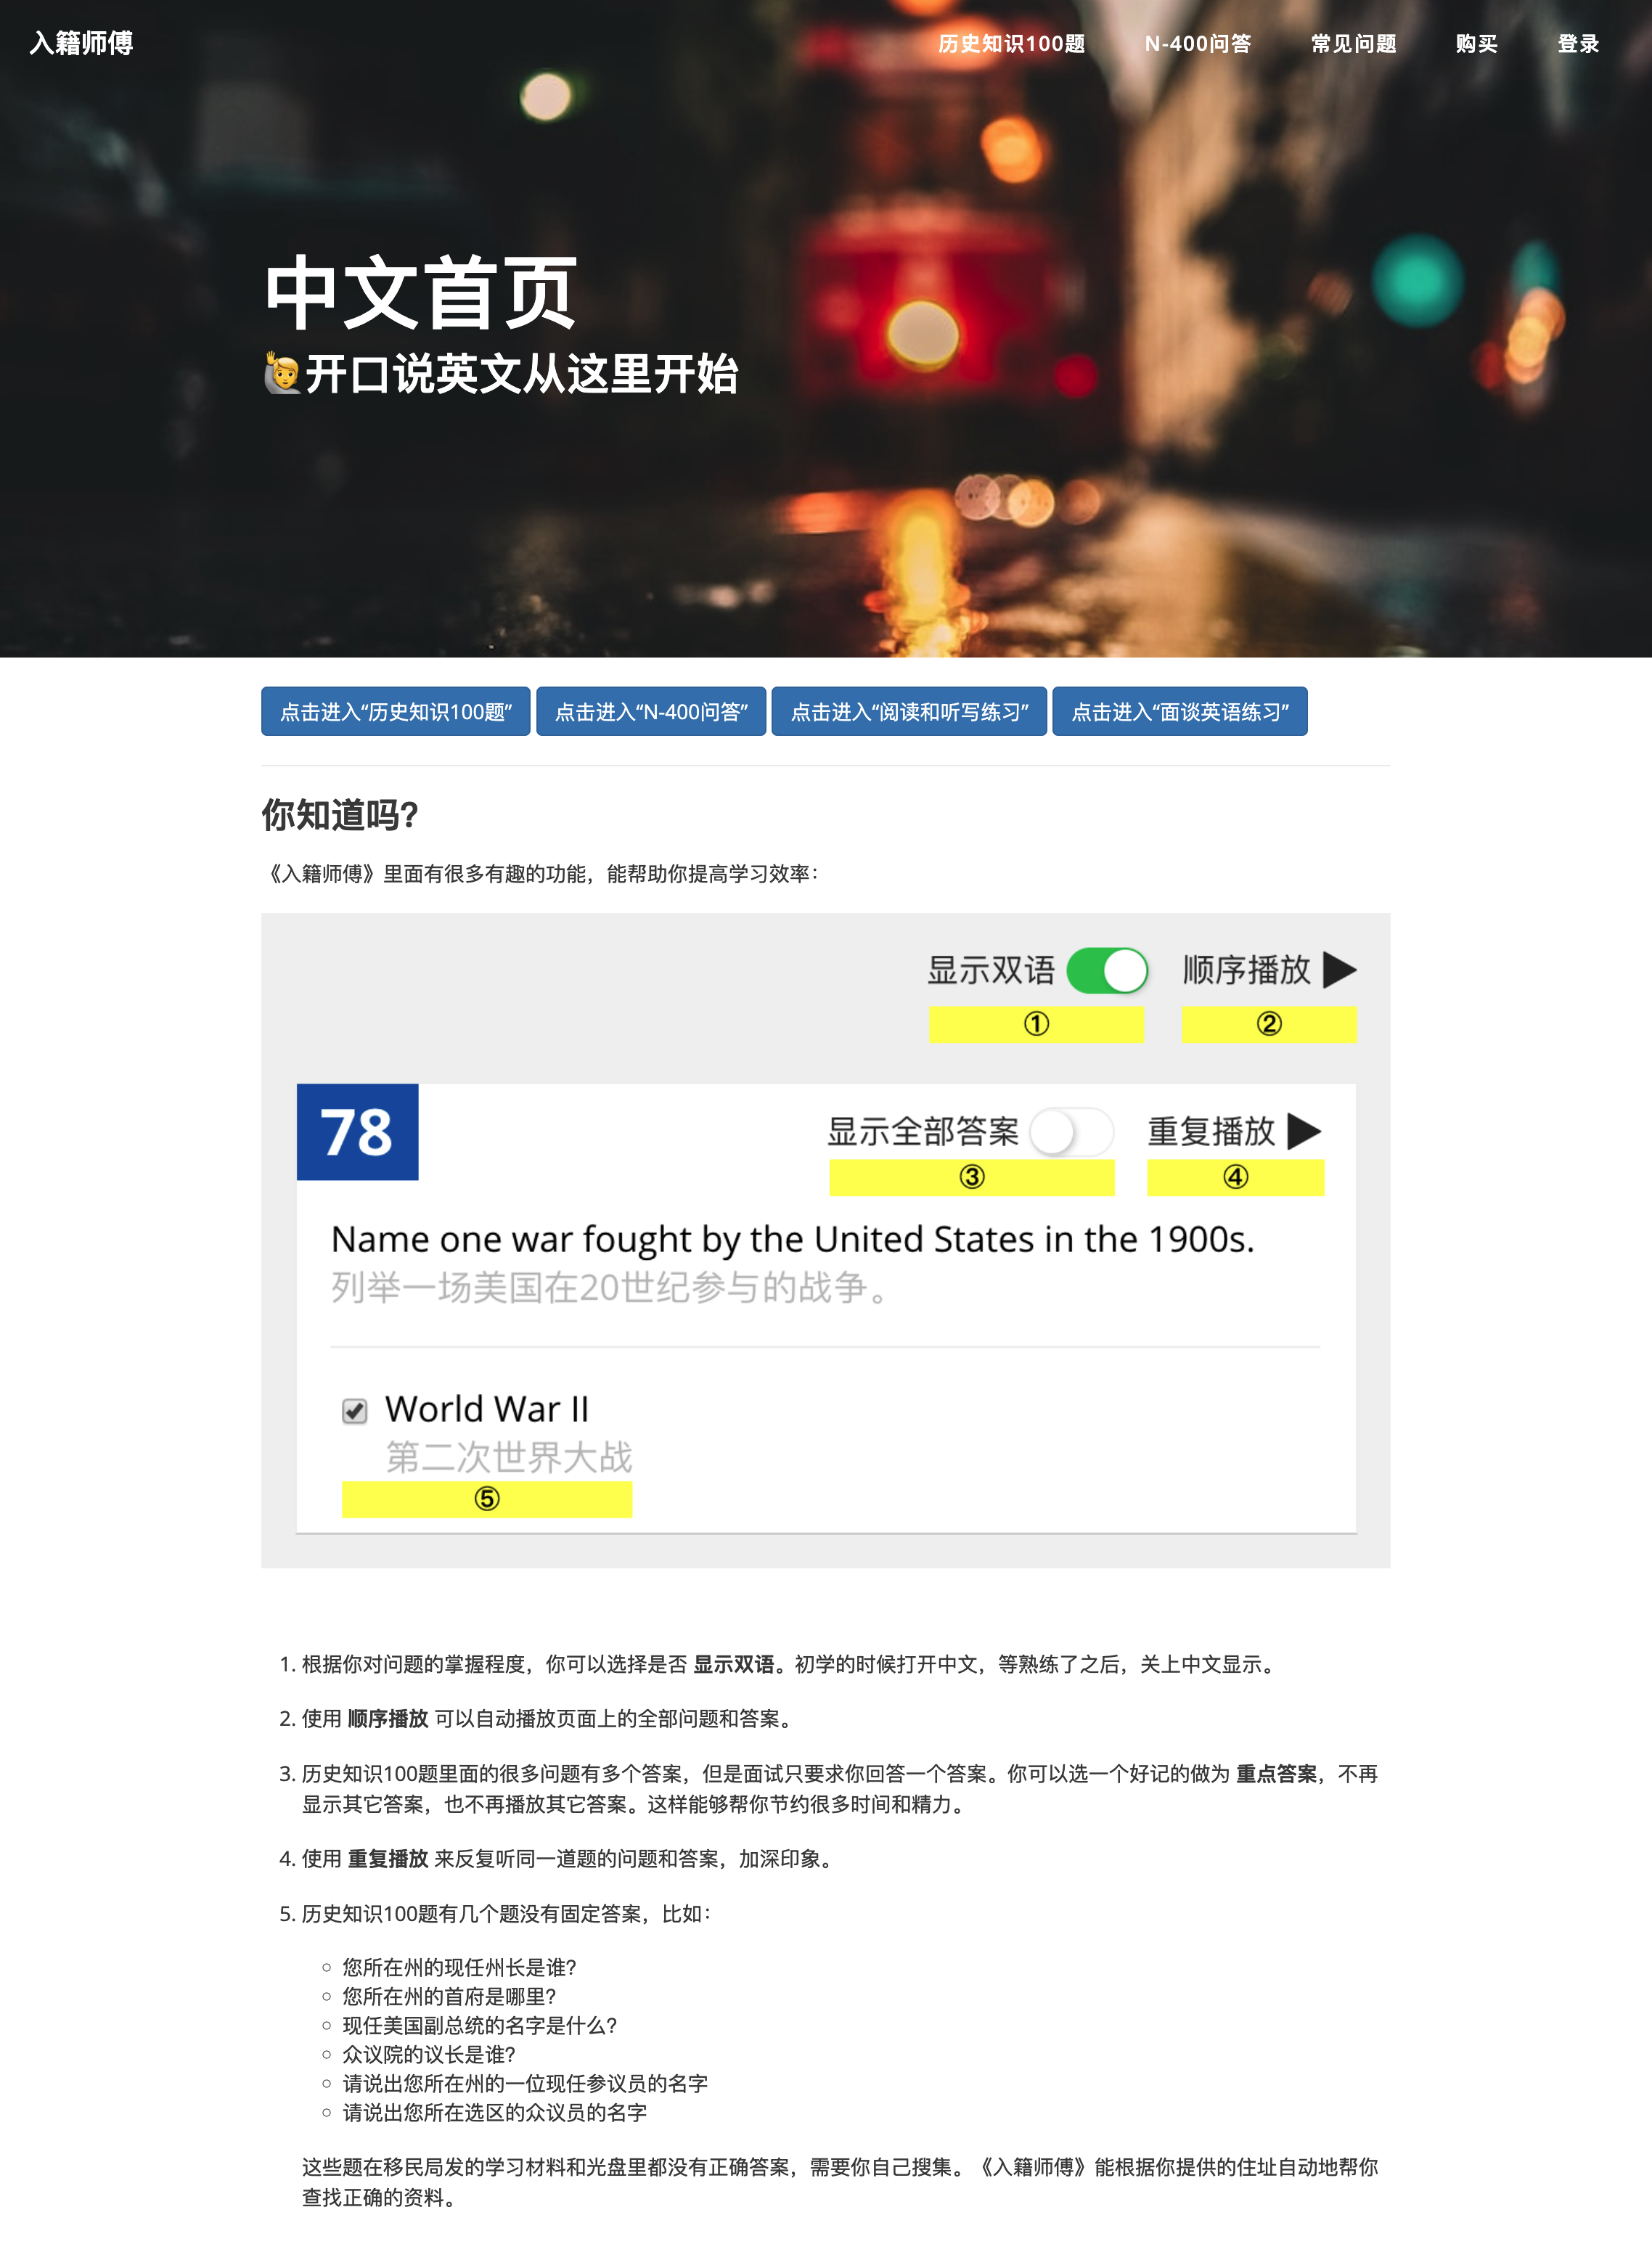 入籍师傅
历史知识100题 N-400问答 常见问题 购买 登录
中文首页
🙋开口说英文从这里开始
点击进入“历史知识100题” 点击进入“N-400问答” 点击进入“阅读和听写练习” 点击进入“面谈英语练习”
你知道吗？
《入籍师傅》里面有很多有趣的功能，能帮助你提高学习效率：
显示双语 顺序播放
① ②
78 显示全部答案 重复播放
③ ④
Name one war fought by the United States in the 1900s.
列举一场美国在20世纪参与的战争。
World War II
第二次世界大战
⑤
1. 根据你对问题的掌握程度，你可以选择是否 显示双语。初学的时候打开中文，等熟练了之后，关上中文显示。
2. 使用 顺序播放 可以自动播放页面上的全部问题和答案。
3. 历史知识100题里面的很多问题有多个答案，但是面试只要求你回答一个答案。你可以选一个好记的做为 重点答案，不再
显示其它答案，也不再播放其它答案。这样能够帮你节约很多时间和精力。
4. 使用 重复播放 来反复听同一道题的问题和答案，加深印象。
5. 历史知识100题有几个题没有固定答案，比如：
◦ 您所在州的现任州长是谁？
◦ 您所在州的首府是哪里？
◦ 现任美国副总统的名字是什么？
◦ 众议院的议长是谁？
◦ 请说出您所在州的一位现任参议员的名字
◦ 请说出您所在选区的众议员的名字
这些题在移民局发的学习材料和光盘里都没有正确答案，需要你自己搜集。《入籍师傅》能根据你提供的住址自动地帮你
查找正确的资料。